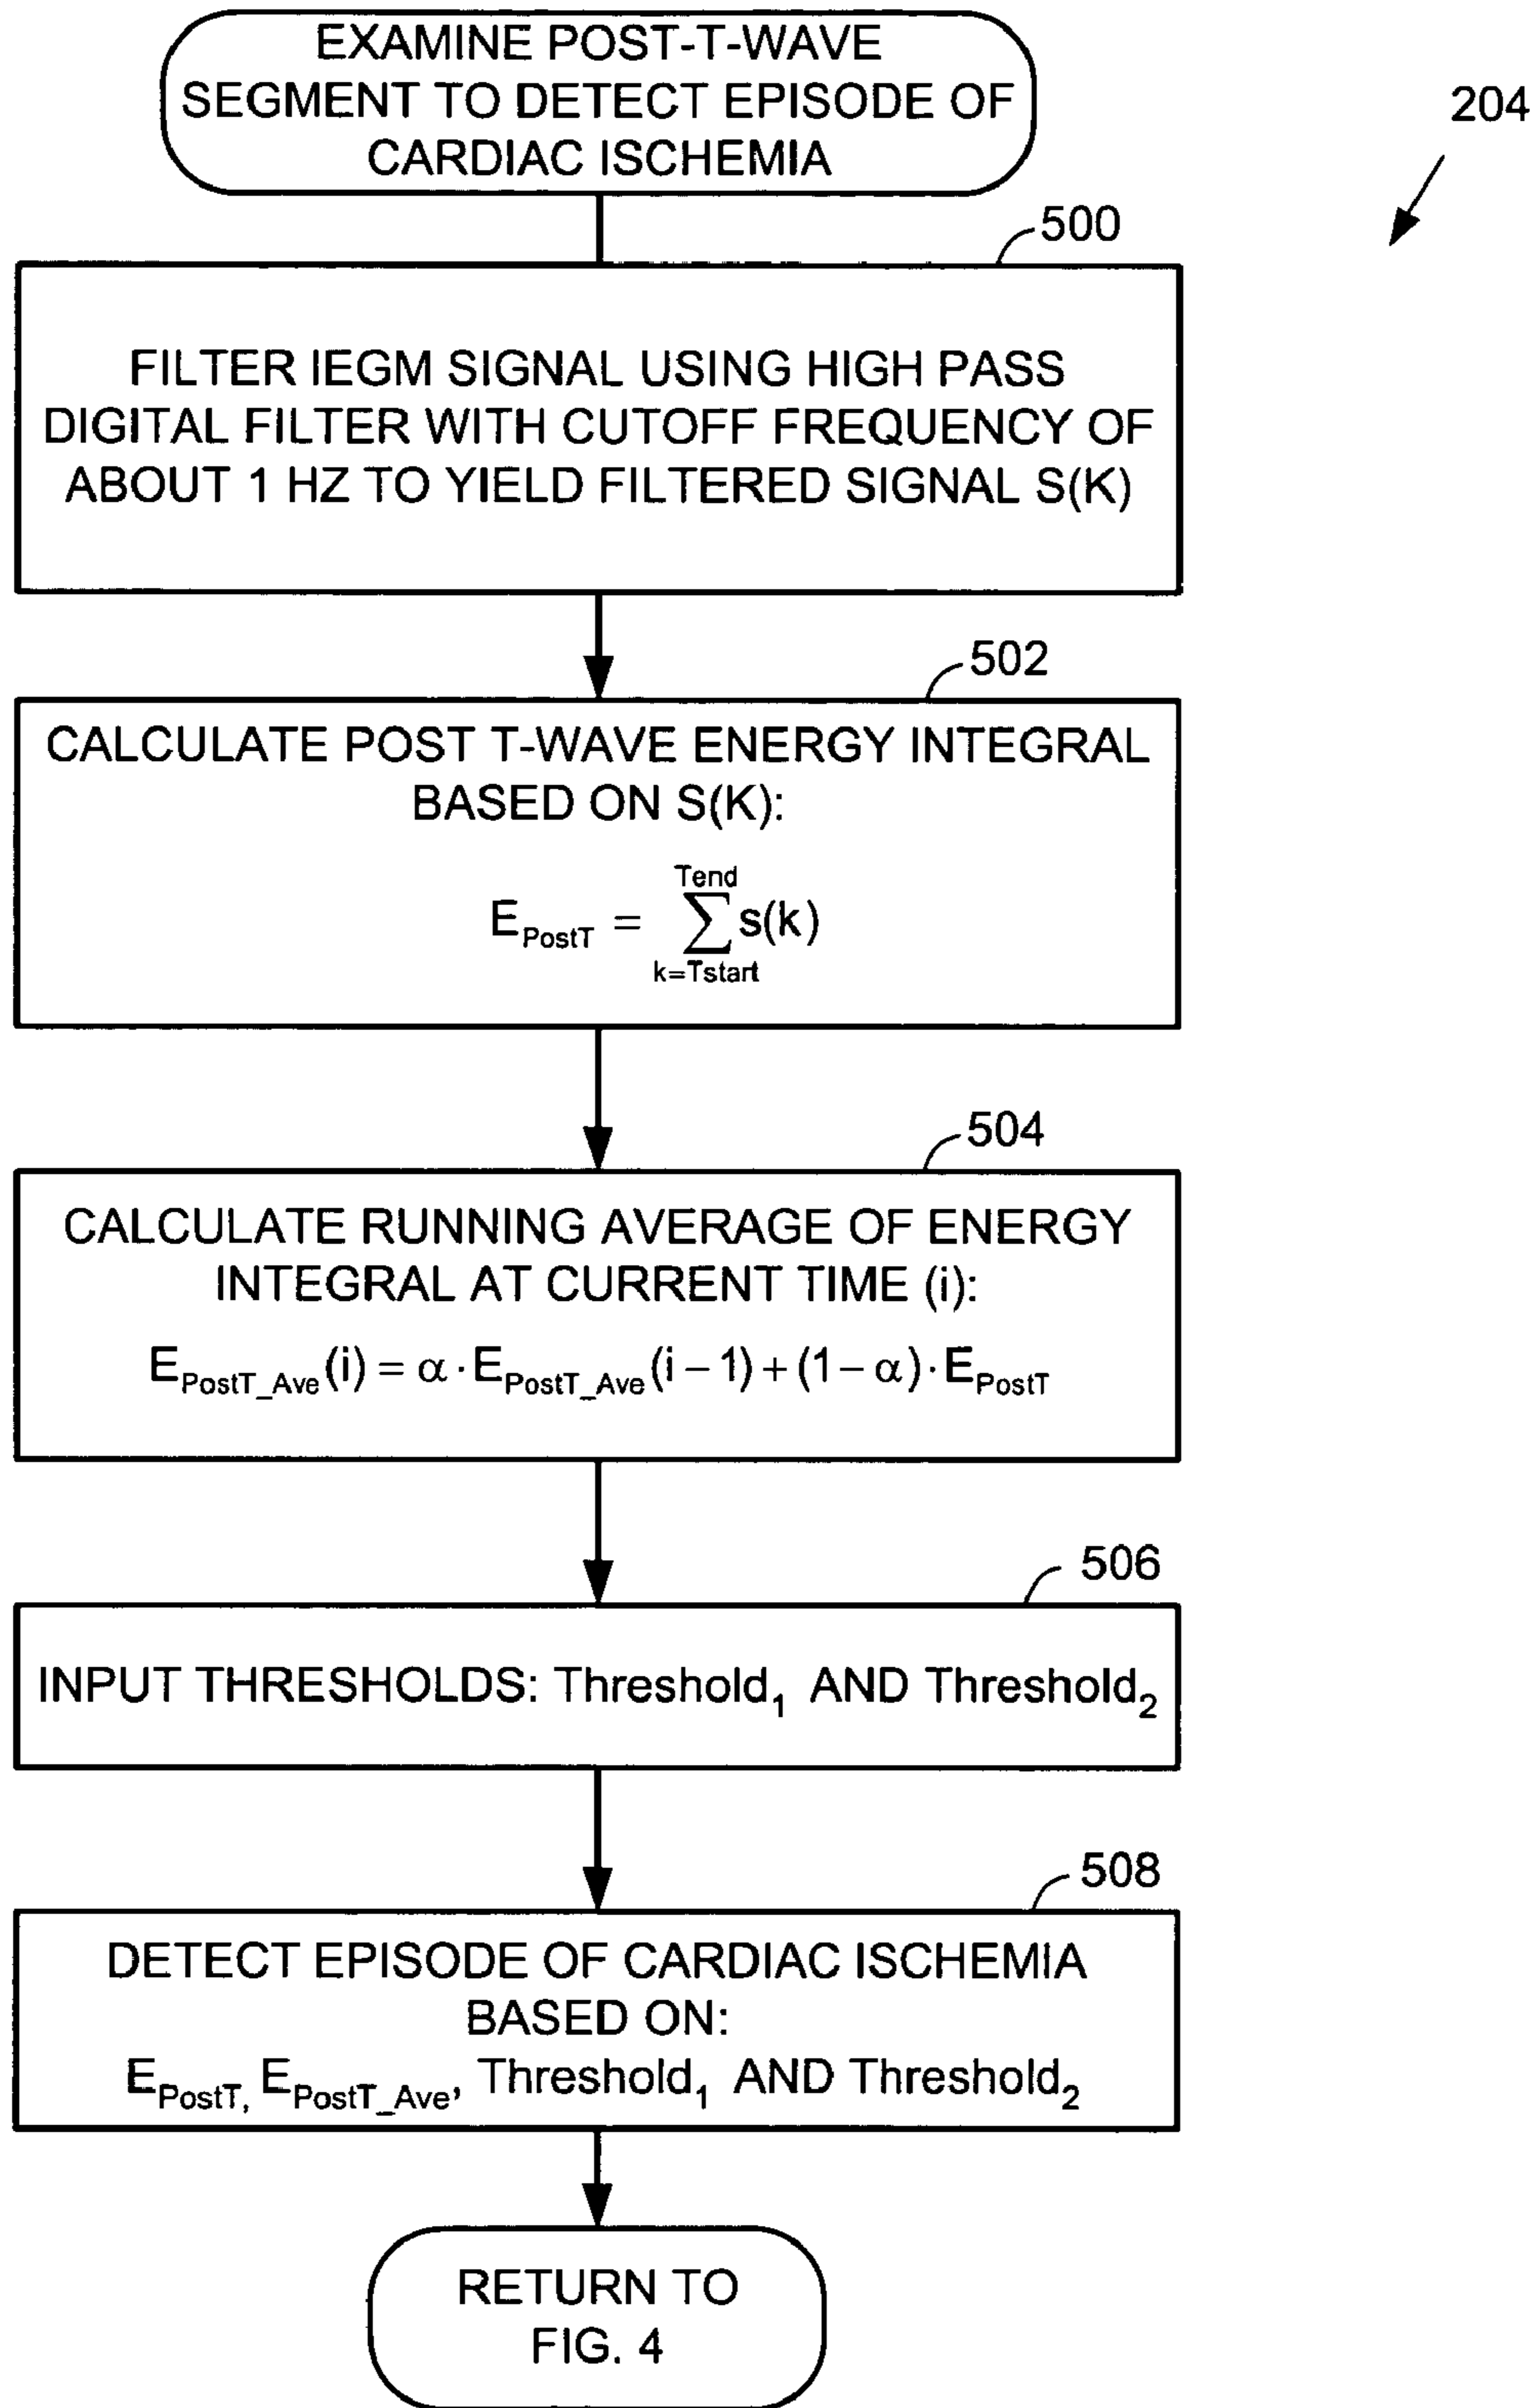 EXAMINE POST-T-WAVE
SEGMENT TO DETECT EPISODE OF
CARDIAC ISCHEMIA
204
500
FILTER IEGM SIGNAL USING HIGH PASS
DIGITAL FILTER WITH CUTOFF FREQUENCY OF
ABOUT 1 HZ TO YIELD FILTERED SIGNAL S(K)
502
CALCULATE POST T-WAVE ENERGY INTEGRAL
BASED ON S(K):
E_PostT = ∑_{k=Tstart}^{Tend} s(k)
504
CALCULATE RUNNING AVERAGE OF ENERGY
INTEGRAL AT CURRENT TIME (i):
E_PostT_Ave (i) = α · E_PostT_Ave (i − 1) + (1 − α) · E_PostT
506
INPUT THRESHOLDS: Threshold₁ AND Threshold₂
508
DETECT EPISODE OF CARDIAC ISCHEMIA
BASED ON:
E_PostT, E_PostT_Ave, Threshold₁ AND Threshold₂
RETURN TO
FIG. 4